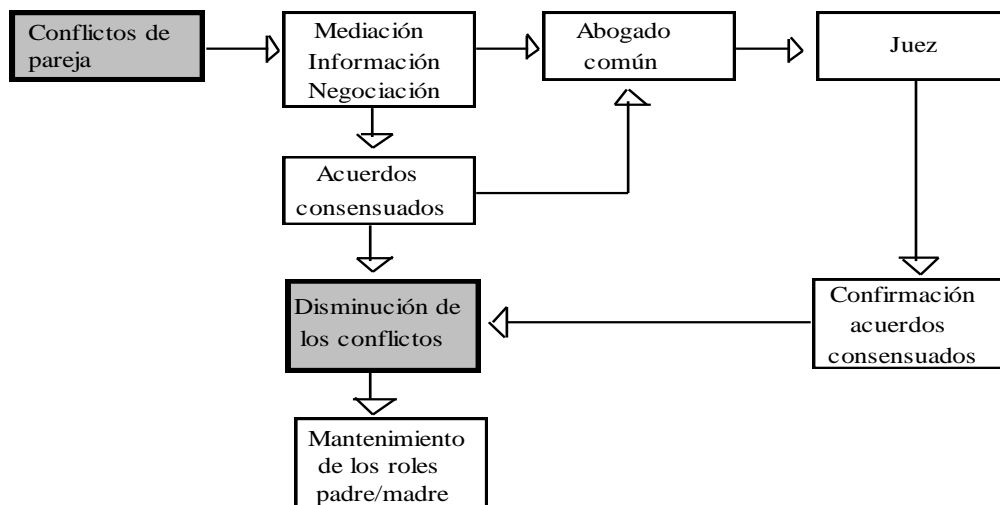 Conflictos de
pareja
Mediación
Información
Negociación
Abogado
común
Juez
Acuerdos
consensuados
Disminución de
los conflictos
Confirmación
acuerdos
consensuados
Mantenimiento
de los roles
padre/madre